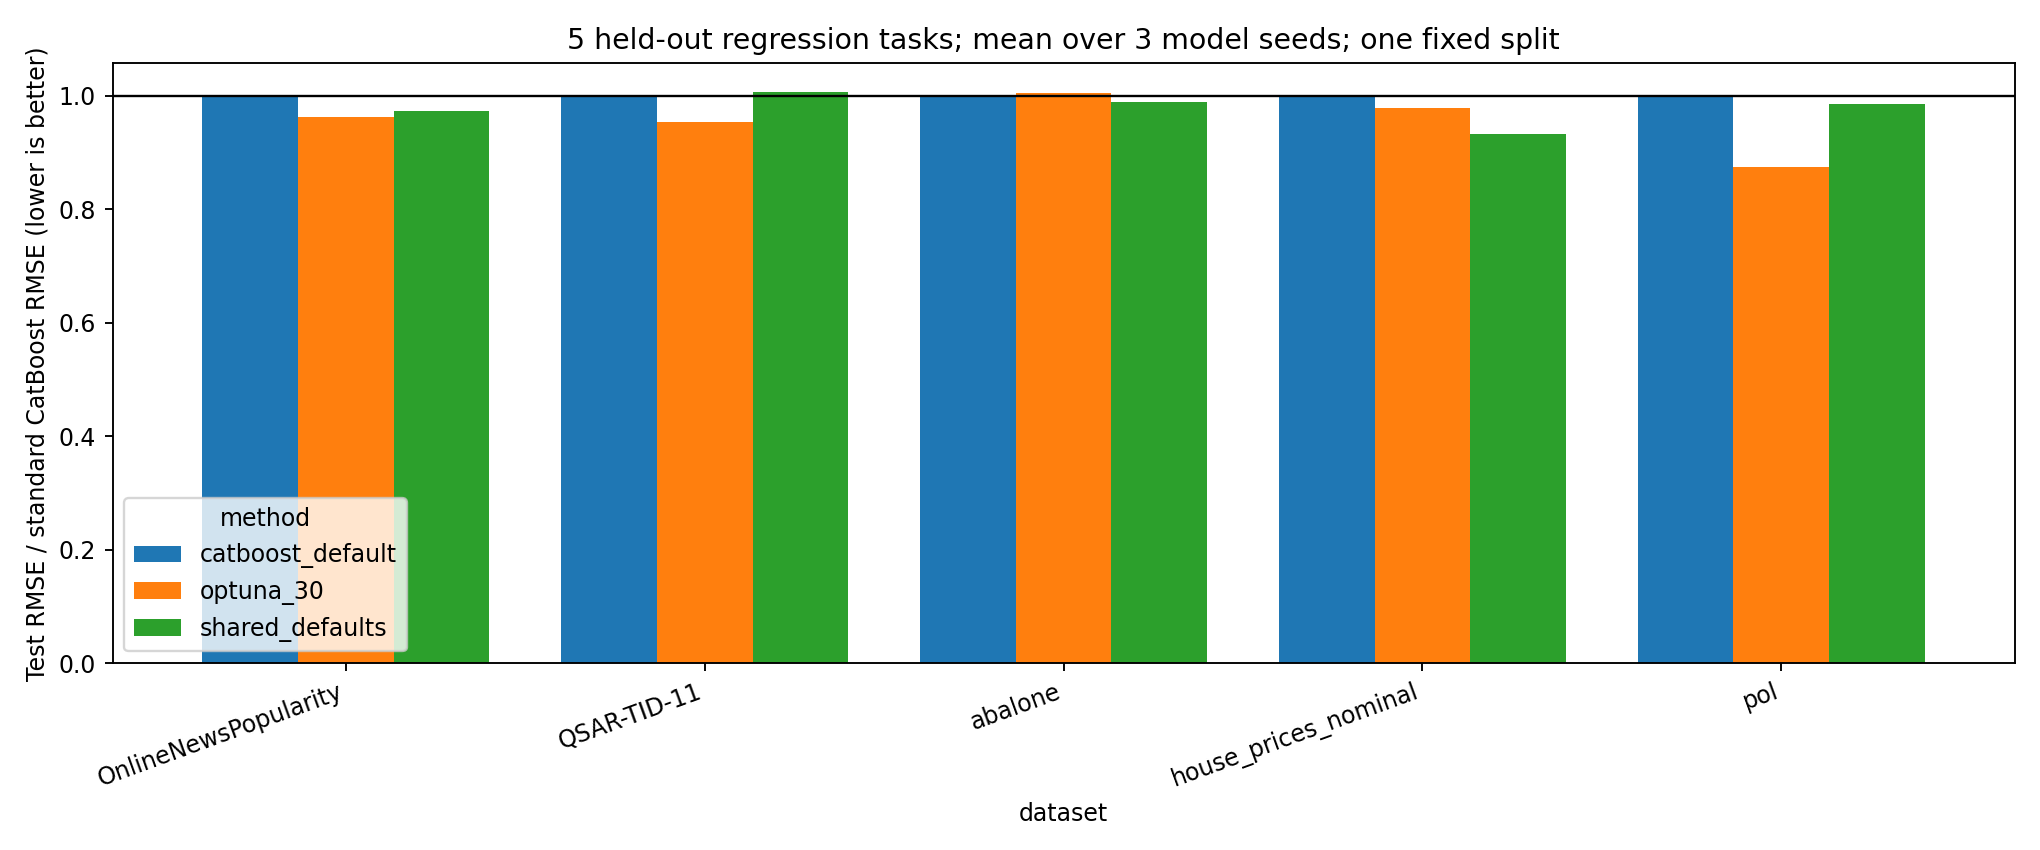 5 held-out regression tasks; mean over 3 model seeds; one fixed split
Test RMSE / standard CatBoost RMSE (lower is better)
1.0
0.8
0.6
0.4
0.2
0.0
method
catboost_default
optuna_30
shared_defaults
OnlineNewsPopularity
QSAR-TID-11
abalone
house_prices_nominal
pol
dataset